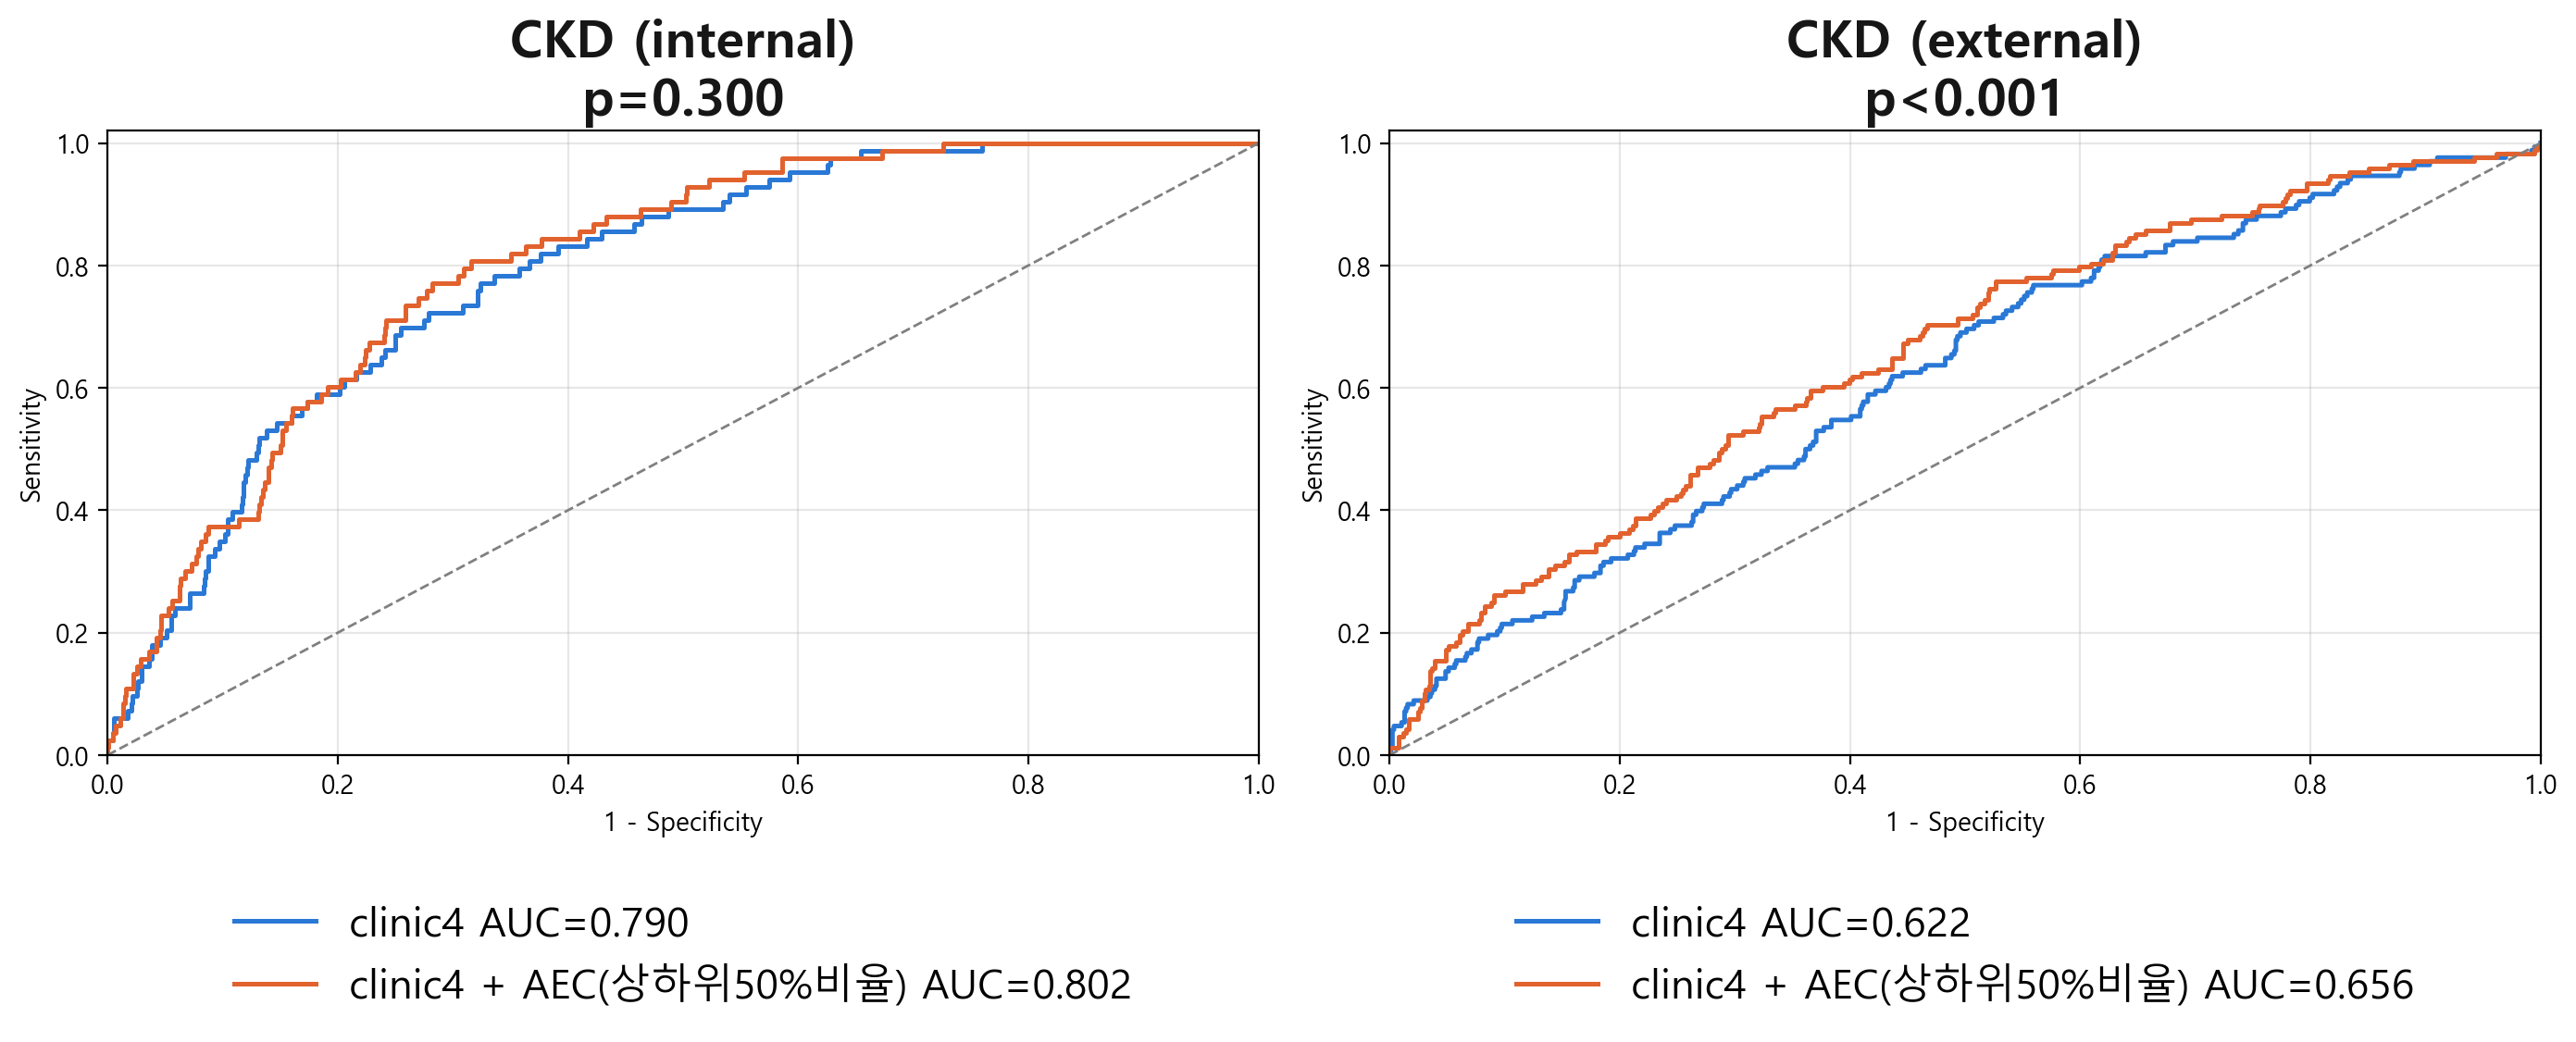 CKD (internal)
p=0.300
1.0
0.8
0.6
0.4
0.2
0.0
Sensitivity
0.0 0.2 0.4 0.6 0.8 1.0
1 - Specificity
clinic4 AUC=0.790
clinic4 + AEC(상하위50%비율) AUC=0.802
CKD (external)
p<0.001
1.0
0.8
0.6
0.4
0.2
0.0
Sensitivity
0.0 0.2 0.4 0.6 0.8 1.0
1 - Specificity
clinic4 AUC=0.622
clinic4 + AEC(상하위50%비율) AUC=0.656